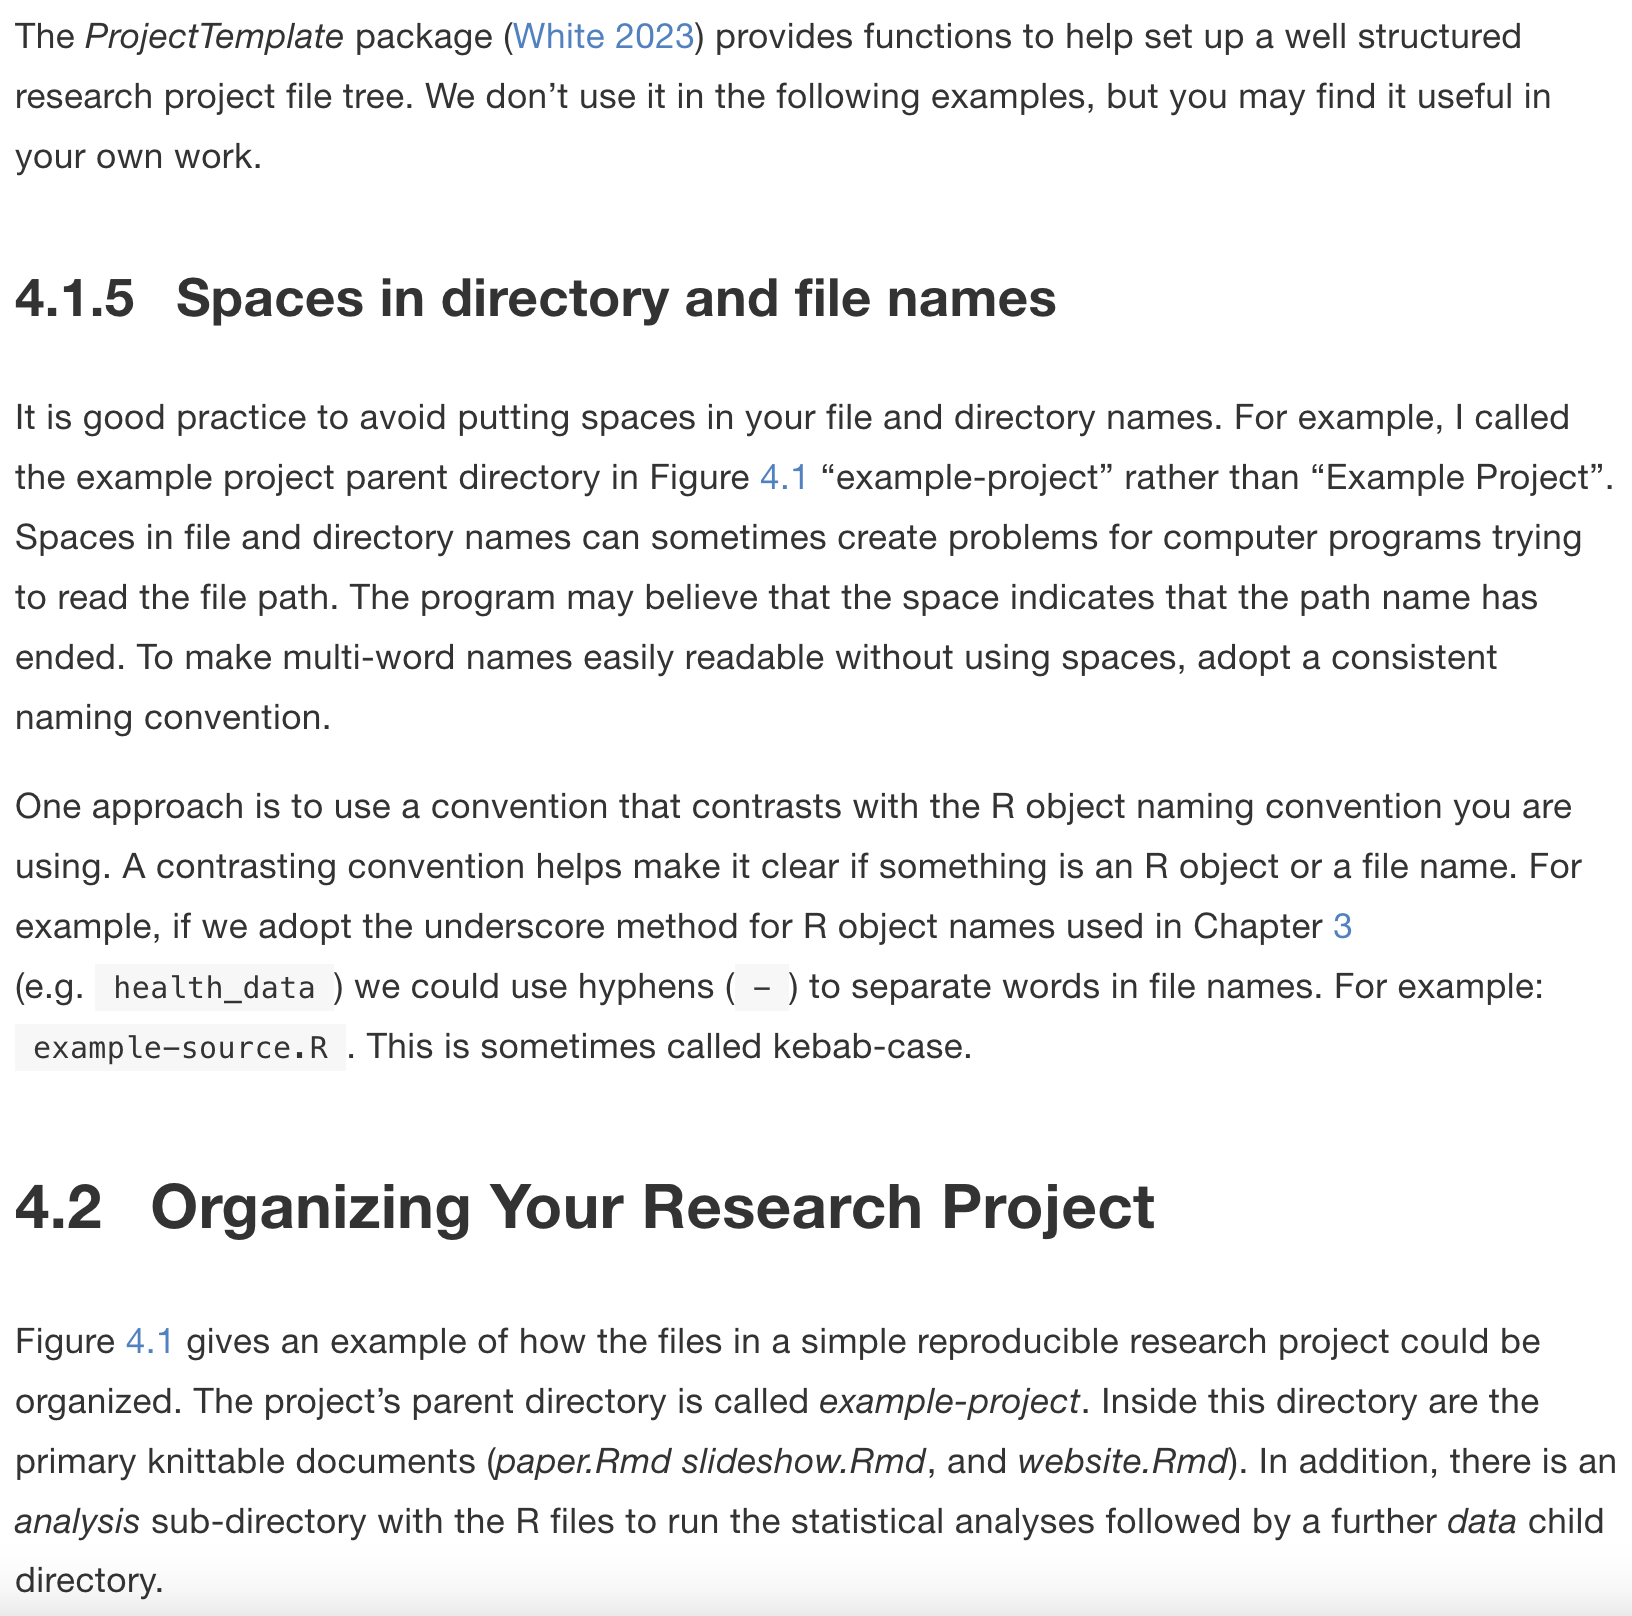 The ProjectTemplate package (White 2023) provides functions to help set up a well structured
research project file tree. We don’t use it in the following examples, but you may find it useful in
your own work.
4.1.5 Spaces in directory and file names
It is good practice to avoid putting spaces in your file and directory names. For example, I called
the example project parent directory in Figure 4.1 “example-project” rather than “Example Project”.
Spaces in file and directory names can sometimes create problems for computer programs trying
to read the file path. The program may believe that the space indicates that the path name has
ended. To make multi-word names easily readable without using spaces, adopt a consistent
naming convention.
One approach is to use a convention that contrasts with the R object naming convention you are
using. A contrasting convention helps make it clear if something is an R object or a file name. For
example, if we adopt the underscore method for R object names used in Chapter 3
(e.g. health_data ) we could use hyphens ( - ) to separate words in file names. For example:
example-source.R . This is sometimes called kebab-case.
4.2 Organizing Your Research Project
Figure 4.1 gives an example of how the files in a simple reproducible research project could be
organized. The project’s parent directory is called example-project. Inside this directory are the
primary knittable documents (paper.Rmd slideshow.Rmd, and website.Rmd). In addition, there is an
analysis sub-directory with the R files to run the statistical analyses followed by a further data child
directory.